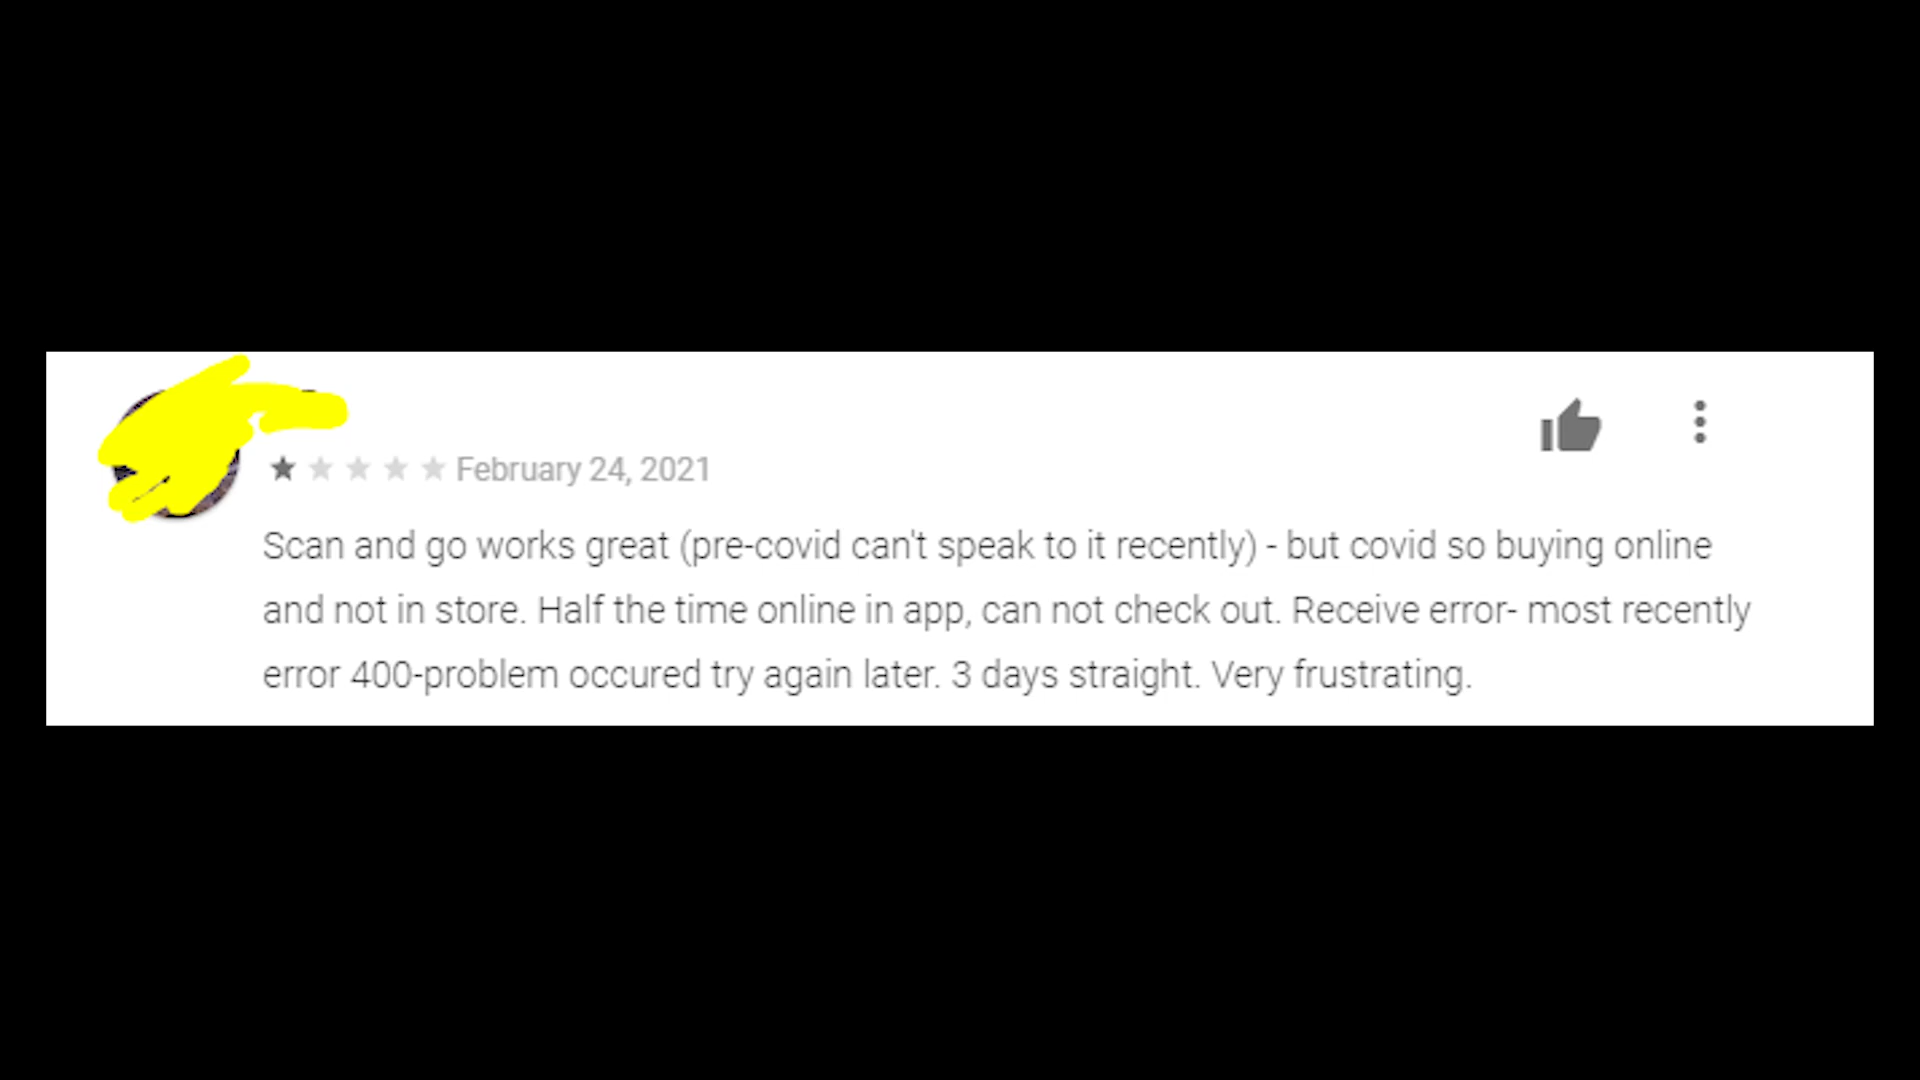 February 24, 2021
Scan and go works great (pre-covid can't speak to it recently) - but covid so buying online
and not in store. Half the time online in app, can not check out. Receive error- most recently
error 400-problem occured try again later. 3 days straight. Very frustrating.